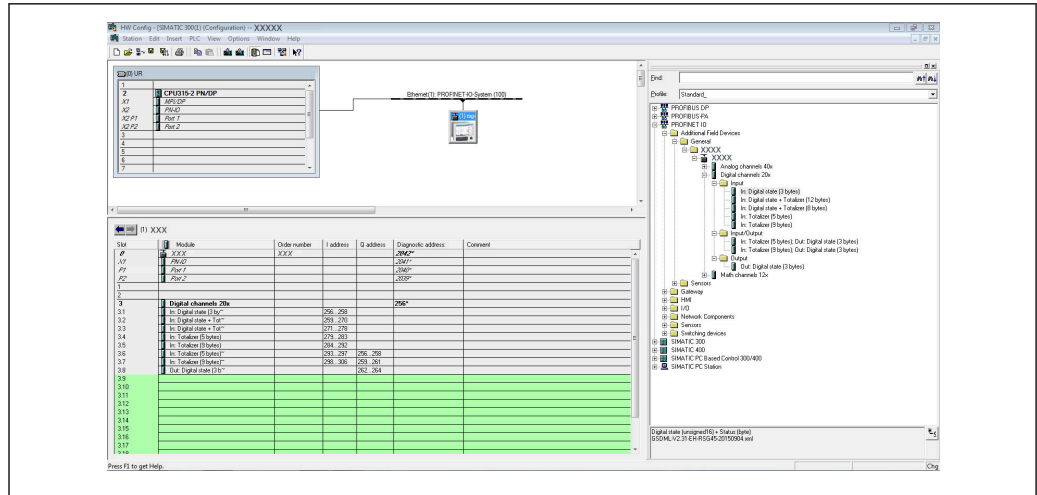 HW Config - [SIMATIC 300(1) (Configuration) -- XXXXX
Station Edit Insert PLC View Options Window Help
(0) UR
1
2 CPU315-2 PN/DP
X1 MPI/DP
X2 PN-IO
X2 P1 Port 1
X2 P2 Port 2
3
4
5
6
7
Ethernet(1): PROFINET-IO-System (100)
Find:
Profile: Standard_
PROFIBUS DP
PROFIBUS-PA
PROFINET IO
Additional Field Devices
General
XXXX
XXXX
Analog channels 40x
Digital channels 20x
Input
In: Digital state (3 bytes)
In: Digital state + Totalizer (12 bytes)
In: Digital state + Totalizer (8 bytes)
In: Totalizer (5 bytes)
In: Totalizer (9 bytes)
Input/Output
In: Totalizer (5 bytes); Out: Digital state (3 bytes)
In: Totalizer (9 bytes); Out: Digital state (3 bytes)
Output
Out: Digital state (3 bytes)
Math channels 12x
Sensors
Gateway
HMI
I/O
Network Components
Sensors
Switching devices
SIMATIC 300
SIMATIC 400
SIMATIC PC Based Control 300/400
SIMATIC PC Station
(1) XXX
Slot Module Order number I address Q address Diagnostic address: Comment
0 XXX XXX 2042*
X1 PN-IO 2041*
P1 Port 1 2040*
P2 Port 2 2039*
1
2
3 Digital channels 20x 256*
3.1 In: Digital state (3 by~ 256...258
3.2 In: Digital state + Tot~ 259...270
3.3 In: Digital state + Tot~ 271...278
3.4 In: Totalizer (5 bytes) 279...283
3.5 In: Totalizer (9 bytes) 284...292
3.6 In: Totalizer (5 bytes)~ 293...297 256...258
3.7 In: Totalizer (9 bytes)~ 298...306 259...261
3.8 Out: Digital state (3 b~ 262...264
3.9
3.10
3.11
3.12
3.13
3.14
3.15
3.16
3.17
3.18
Digital state (unsigned16) + Status (byte)
GSDML-V2.31-EH-RSG45-20150904.xml
Press F1 to get Help.
Chg